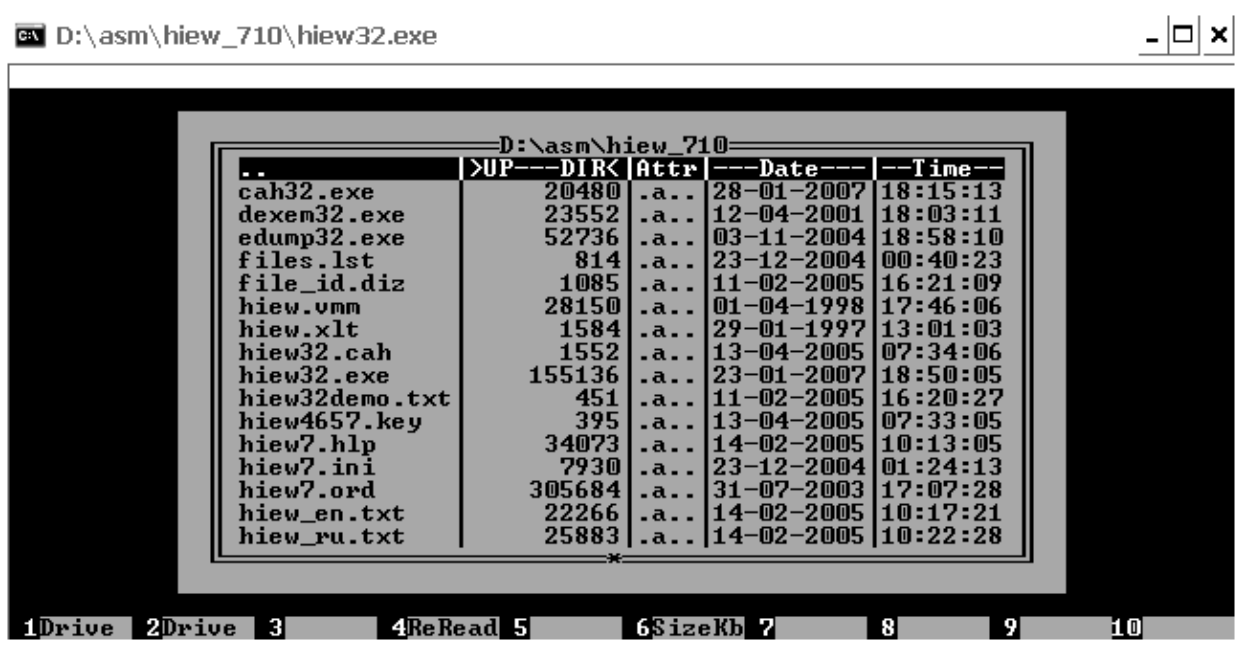 D:\asm\hiew_710\hiew32.exe
D:\asm\hiew_710
.. |>UP---DIR<|Attr|---Date---|--Time--
cah32.exe | 20480|.a..|28-01-2007|18:15:13
dexem32.exe | 23552|.a..|12-04-2001|18:03:11
edump32.exe | 52736|.a..|03-11-2004|18:58:10
files.lst | 814|.a..|23-12-2004|00:40:23
file_id.diz | 1085|.a..|11-02-2005|16:21:09
hiew.vmm | 28150|.a..|01-04-1998|17:46:06
hiew.xlt | 1584|.a..|29-01-1997|13:01:03
hiew32.cah | 1552|.a..|13-04-2005|07:34:06
hiew32.exe | 155136|.a..|23-01-2007|18:50:05
hiew32demo.txt| 451|.a..|11-02-2005|16:20:27
hiew4657.key | 395|.a..|13-04-2005|07:33:05
hiew7.hlp | 34073|.a..|14-02-2005|10:13:05
hiew7.ini | 7930|.a..|23-12-2004|01:24:13
hiew7.ord | 305684|.a..|31-07-2003|17:07:28
hiew_en.txt | 22266|.a..|14-02-2005|10:17:21
hiew_ru.txt | 25883|.a..|14-02-2005|10:22:28
1Drive 2Drive 3 4ReRead 5 6SizeKb 7 8 9 10